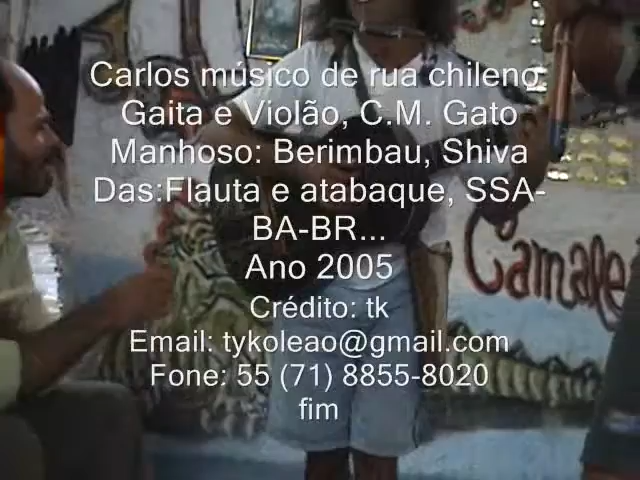 Carlos músico de rua chileno:
Gaita e Violão, C.M. Gato
Manhoso: Berimbau, Shiva
Das:Flauta e atabaque, SSA-
BA-BR...
Ano 2005
Crédito: tk
Email: tykoleao@gmail.com
Fone: 55 (71) 8855-8020
fim